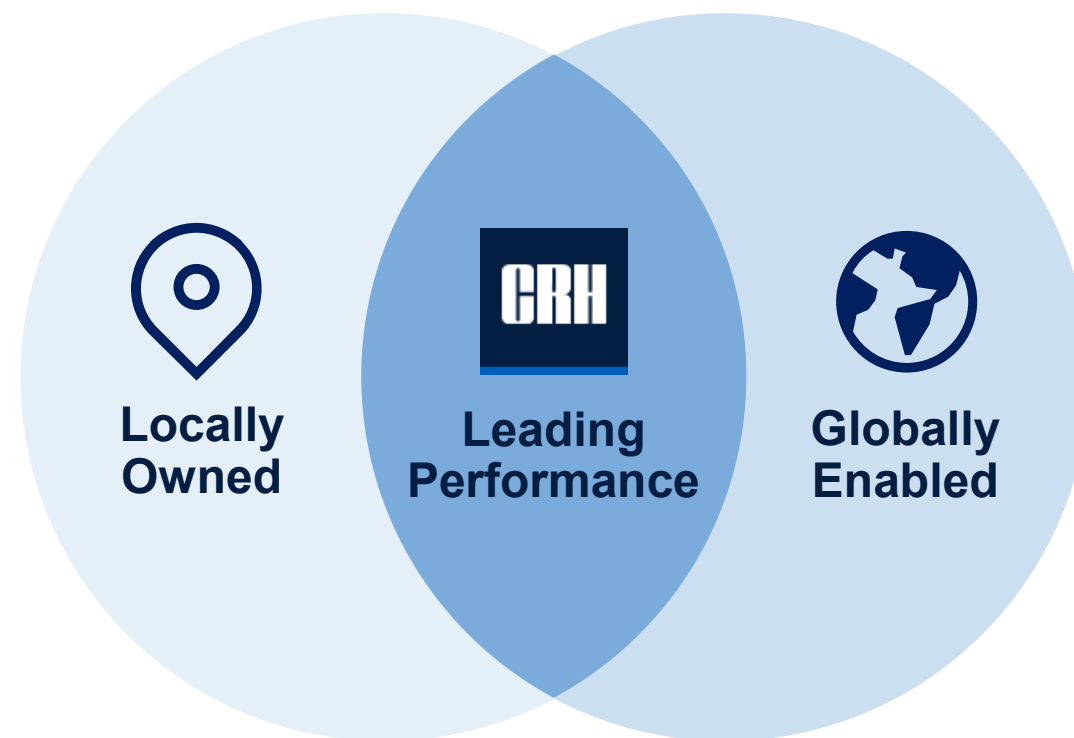 Locally
Owned
CRH
Leading
Performance
Globally
Enabled